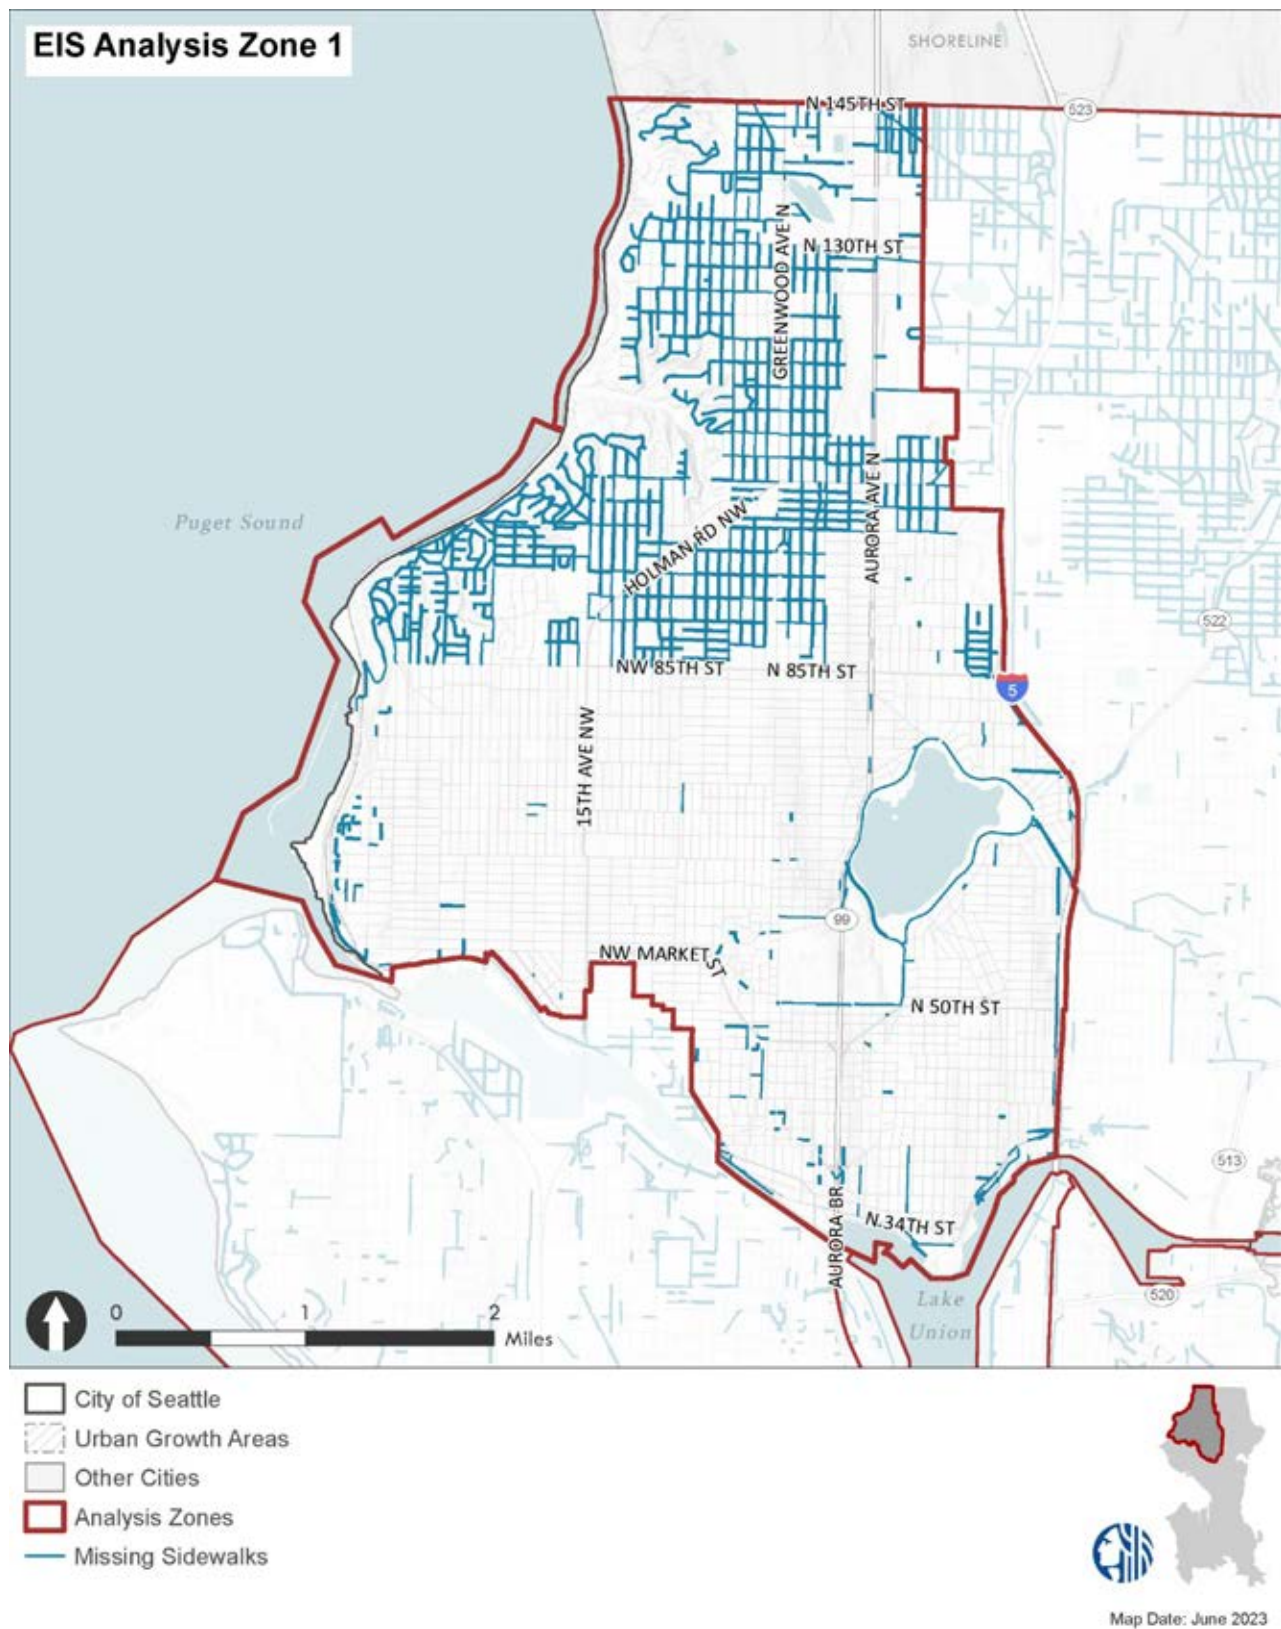 EIS Analysis Zone 1
SHORELINE
N 145TH ST
523
GREENWOOD AVE N
N 130TH ST
Puget Sound
HOLMAN RD NW
AURORA AVE N
522
NW 85TH ST
N 85TH ST
5
15TH AVE NW
99
NW MARKET ST
N 50TH ST
513
AURORA BR
N 34TH ST
520
Lake
Union
0 1 2
Miles
City of Seattle
Urban Growth Areas
Other Cities
Analysis Zones
Missing Sidewalks
Map Date: June 2023